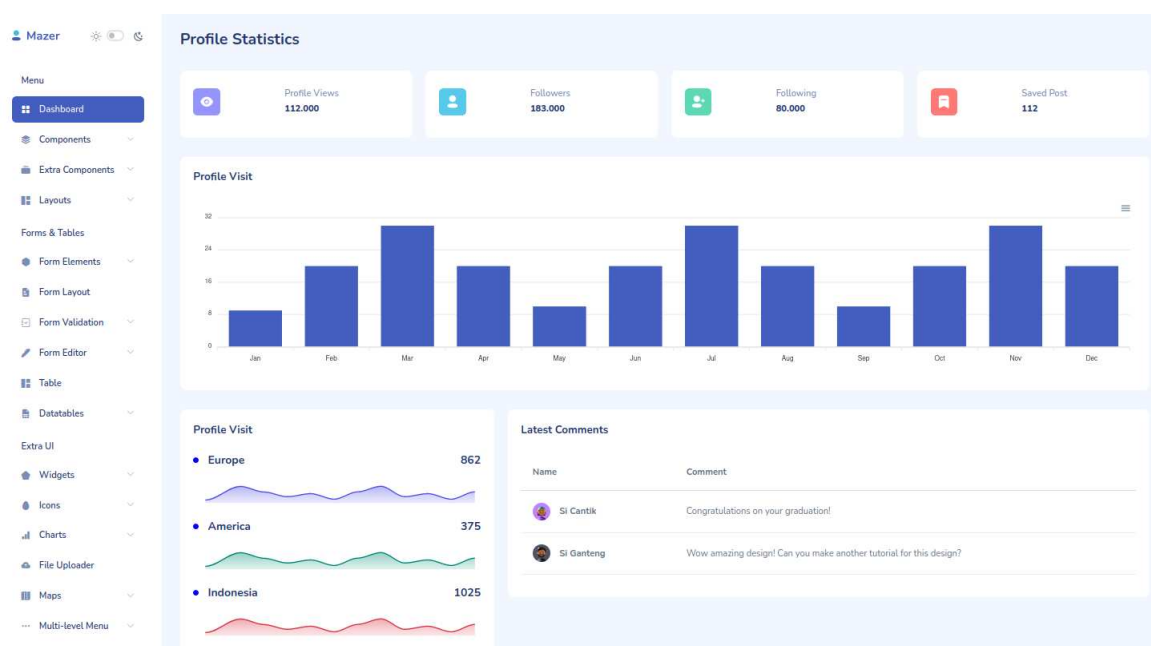 Mazer
Menu
Dashboard
Components
Extra Components
Layouts
Forms & Tables
Form Elements
Form Layout
Form Validation
Form Editor
Table
Datatables
Extra UI
Widgets
Icons
Charts
File Uploader
Maps
Multi-level Menu
Profile Statistics
Profile Views
112.000
Followers
183.000
Following
80.000
Saved Post
112
Profile Visit
32
24
16
8
0
Jan Feb Mar Apr May Jun Jul Aug Sep Oct Nov Dec
Profile Visit
Europe 862
America 375
Indonesia 1025
Latest Comments
Name Comment
Si Cantik Congratulations on your graduation!
Si Ganteng Wow amazing design! Can you make another tutorial for this design?